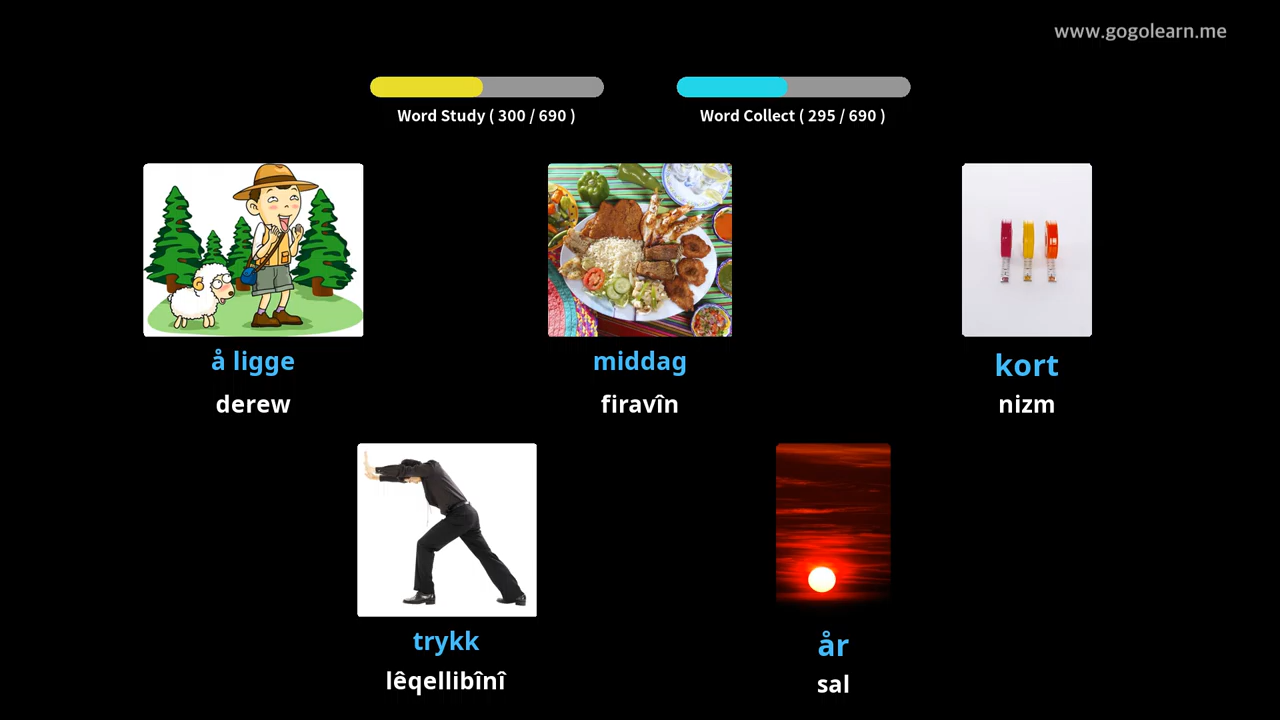 www.gogolearn.me
Word Study ( 300 / 690 )
Word Collect ( 295 / 690 )
å ligge
derew
middag
firavîn
kort
nizm
trykk
lêqellibînî
år
sal